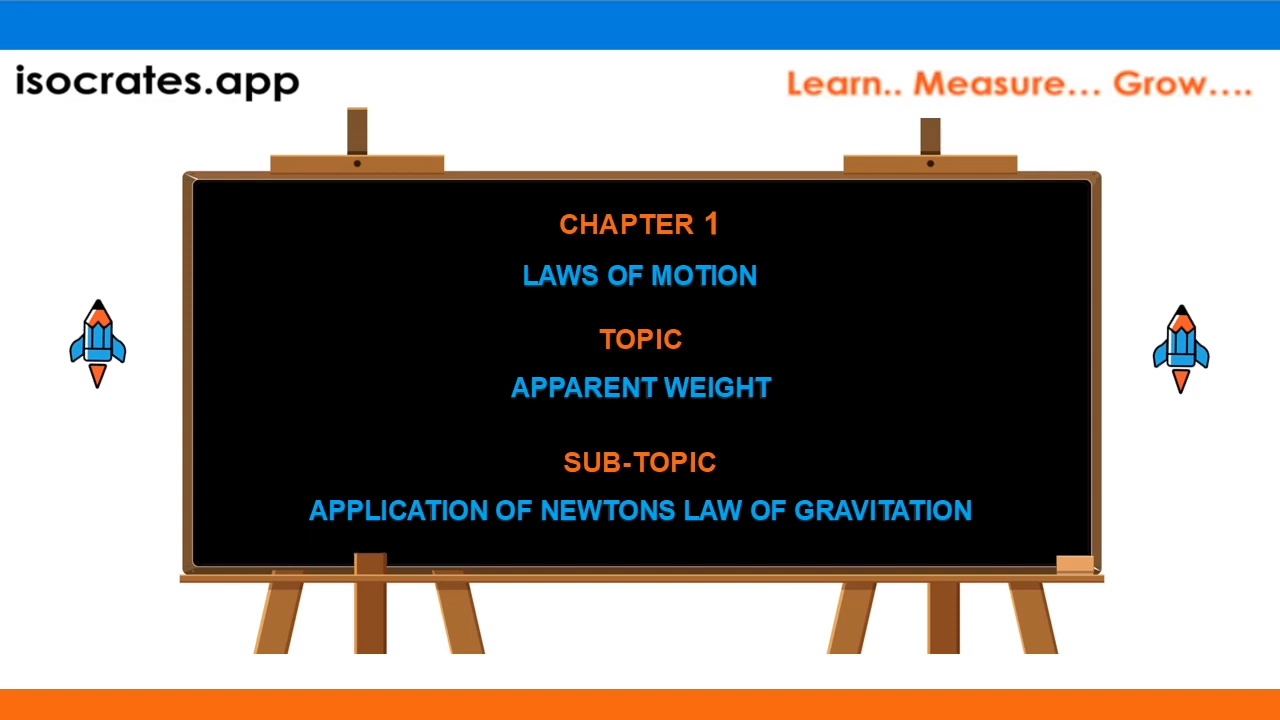 isocrates.app
Learn.. Measure... Grow....
CHAPTER 1
LAWS OF MOTION
TOPIC
APPARENT WEIGHT
SUB-TOPIC
APPLICATION OF NEWTONS LAW OF GRAVITATION